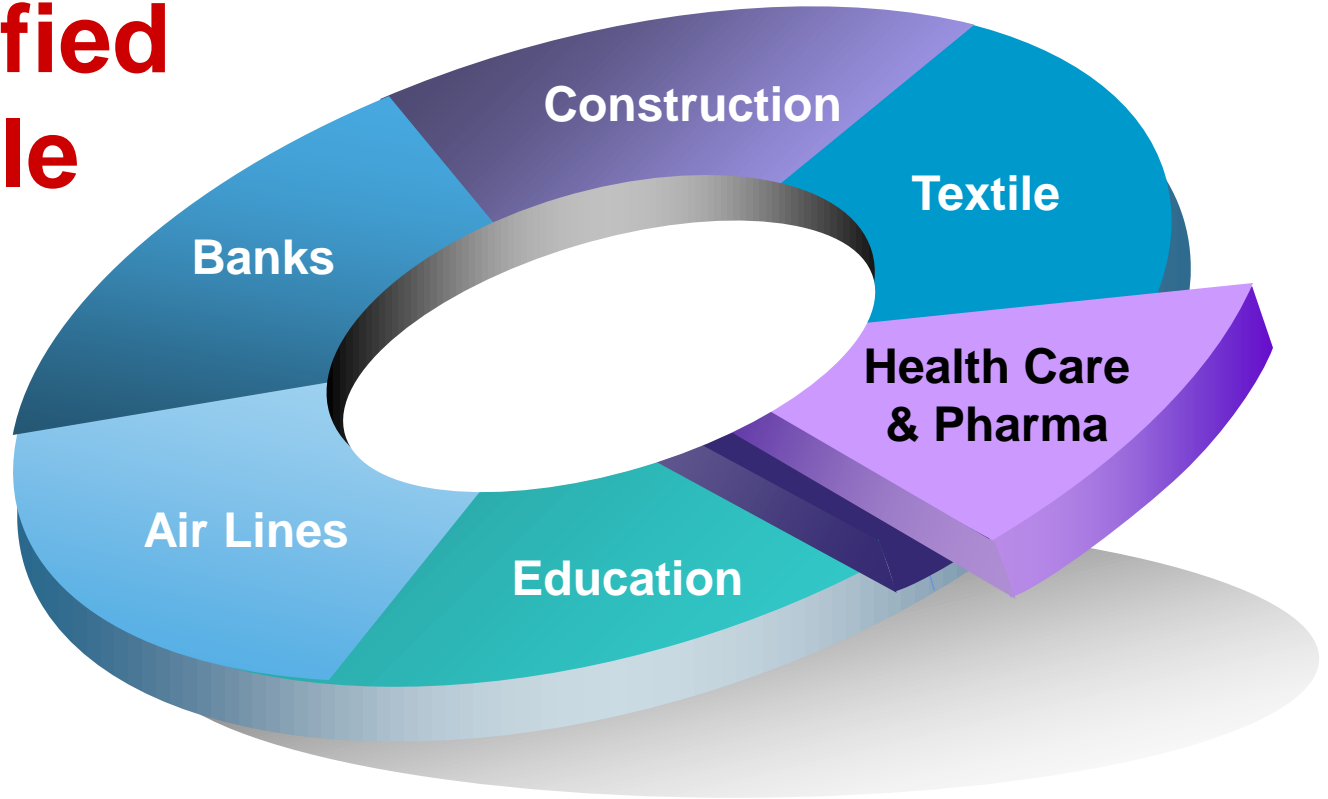 fied
le
Construction
Textile
Banks
Health Care
& Pharma
Air Lines
Education